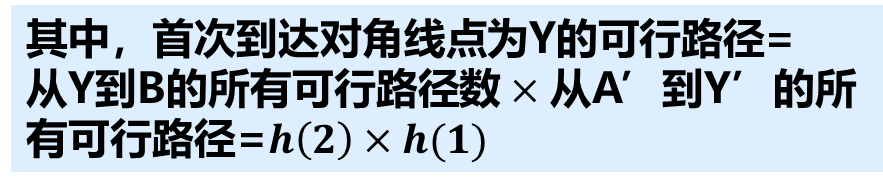 其中，首次到达对角线点为Y的可行路径=
从Y到B的所有可行路径数 × 从A′到Y′的所
有可行路径=h(2) × h(1)